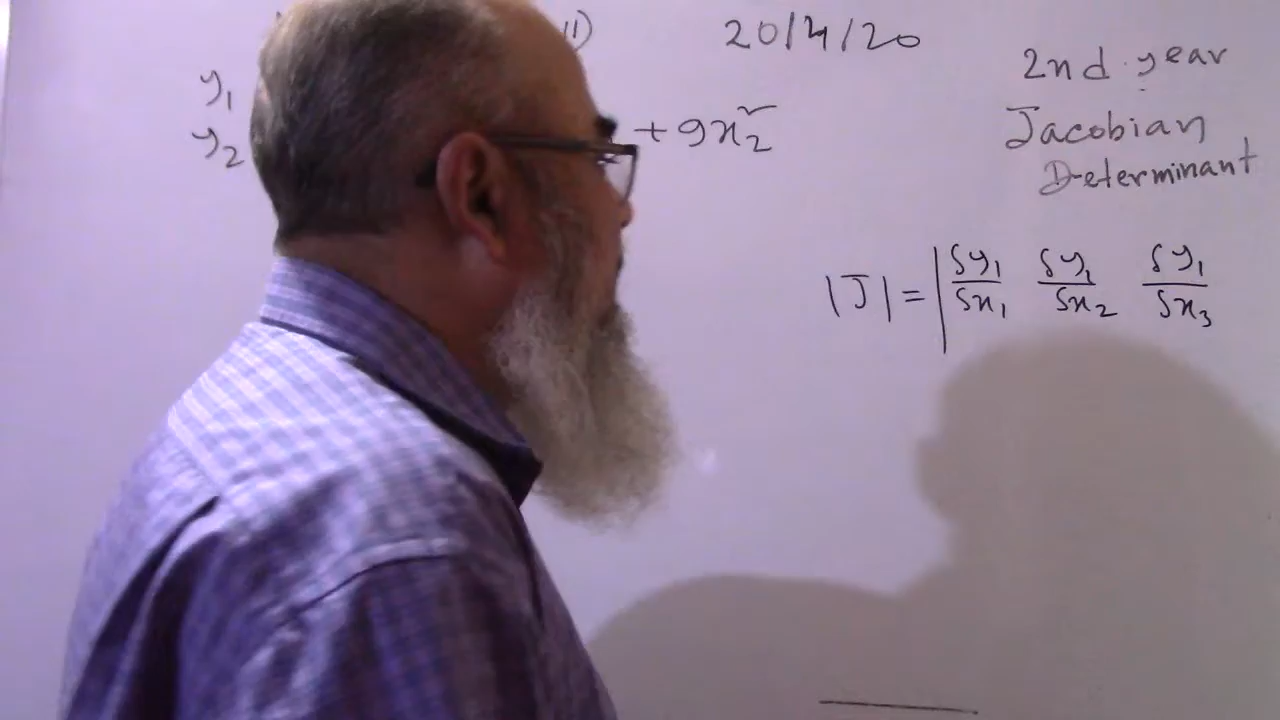 11) 20/4/20
2nd year
y₁
y₂ + 9x₂²
Jacobian
Determinant
|J| = | δy₁/δx₁ δy₁/δx₂ δy₁/δx₃